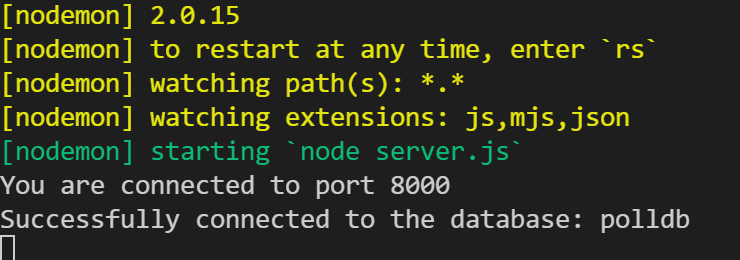 [nodemon] 2.0.15
[nodemon] to restart at any time, enter `rs`
[nodemon] watching path(s): *.*
[nodemon] watching extensions: js,mjs,json
[nodemon] starting `node server.js`
You are connected to port 8000
Successfully connected to the database: polldb